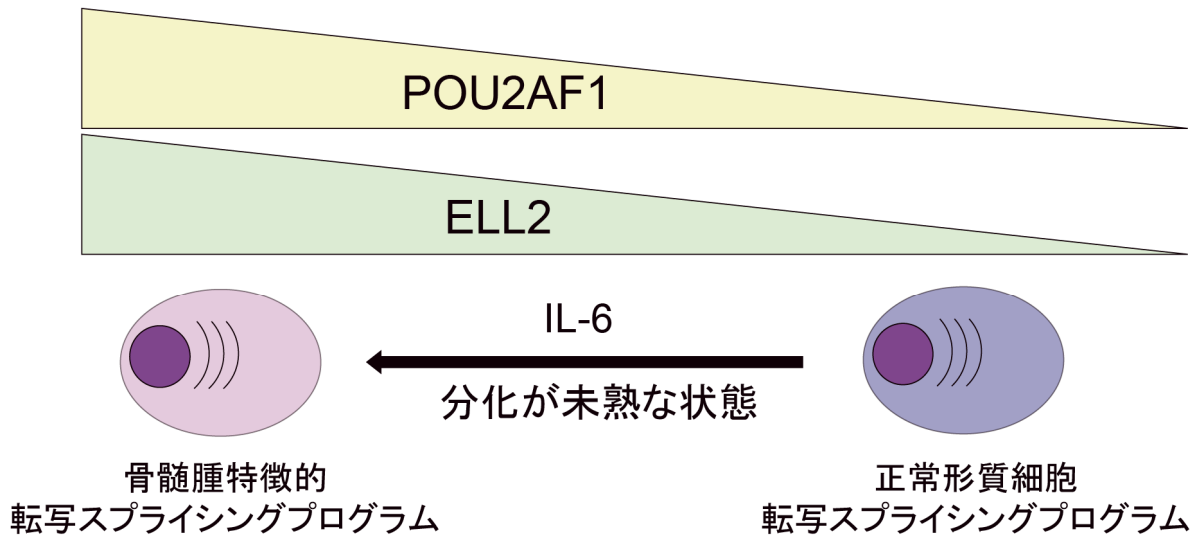 POU2AF1
ELL2
IL-6
分化が未熟な状態
骨髄腫特徴的
転写スプライシングプログラム
正常形質細胞
転写スプライシングプログラム